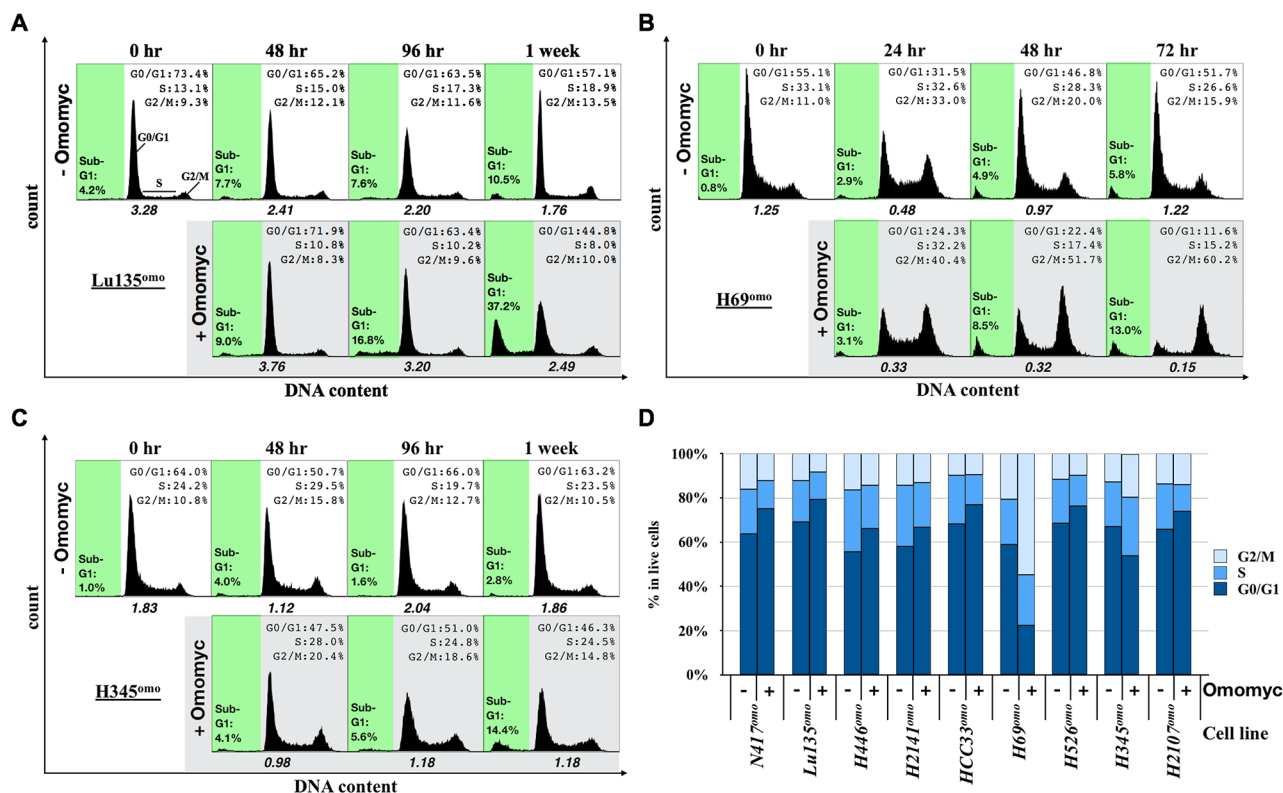 A
0 hr 48 hr 96 hr 1 week
- Omomyc
count
G0/G1:73.4%
S:13.1%
G2/M:9.3%
G0/G1
S
G2/M
Sub-
G1:
4.2%
3.28
G0/G1:65.2%
S:15.0%
G2/M:12.1%
Sub-
G1:
7.7%
2.41
G0/G1:63.5%
S:17.3%
G2/M:11.6%
Sub-
G1:
7.6%
2.20
G0/G1:57.1%
S:18.9%
G2/M:13.5%
Sub-
G1:
10.5%
1.76
Lu135omo
+ Omomyc
G0/G1:71.9%
S:10.8%
G2/M:8.3%
Sub-
G1:
9.0%
3.76
G0/G1:63.4%
S:10.2%
G2/M:9.6%
Sub-
G1:
16.8%
3.20
G0/G1:44.8%
S:8.0%
G2/M:10.0%
Sub-
G1:
37.2%
2.49
DNA content
B
0 hr 24 hr 48 hr 72 hr
- Omomyc
count
G0/G1:55.1%
S:33.1%
G2/M:11.0%
Sub-
G1:
0.8%
1.25
G0/G1:31.5%
S:32.6%
G2/M:33.0%
Sub-
G1:
2.9%
0.48
G0/G1:46.8%
S:28.3%
G2/M:20.0%
Sub-
G1:
4.9%
0.97
G0/G1:51.7%
S:26.6%
G2/M:15.9%
Sub-
G1:
5.8%
1.22
H69omo
+ Omomyc
G0/G1:24.3%
S:32.2%
G2/M:40.4%
Sub-
G1:
3.1%
0.33
G0/G1:22.4%
S:17.4%
G2/M:51.7%
Sub-
G1:
8.5%
0.32
G0/G1:11.6%
S:15.2%
G2/M:60.2%
Sub-
G1:
13.0%
0.15
DNA content
C
0 hr 48 hr 96 hr 1 week
- Omomyc
count
G0/G1:64.0%
S:24.2%
G2/M:10.8%
Sub-
G1:
1.0%
1.83
G0/G1:50.7%
S:29.5%
G2/M:15.8%
Sub-
G1:
4.0%
1.12
G0/G1:66.0%
S:19.7%
G2/M:12.7%
Sub-
G1:
1.6%
2.04
G0/G1:63.2%
S:23.5%
G2/M:10.5%
Sub-
G1:
2.8%
1.86
H345omo
+ Omomyc
G0/G1:47.5%
S:28.0%
G2/M:20.4%
Sub-
G1:
4.1%
0.98
G0/G1:51.0%
S:24.8%
G2/M:18.6%
Sub-
G1:
5.6%
1.18
G0/G1:46.3%
S:24.5%
G2/M:14.8%
Sub-
G1:
14.4%
1.18
DNA content
D
% in live cells
100%
80%
60%
40%
20%
0%
G2/M
S
G0/G1
- + - + - + - + - + - + - + - + - + Omomyc
N417omo Lu135omo H446omo H2141omo HCC33omo H69omo H526omo H345omo H2107omo Cell line